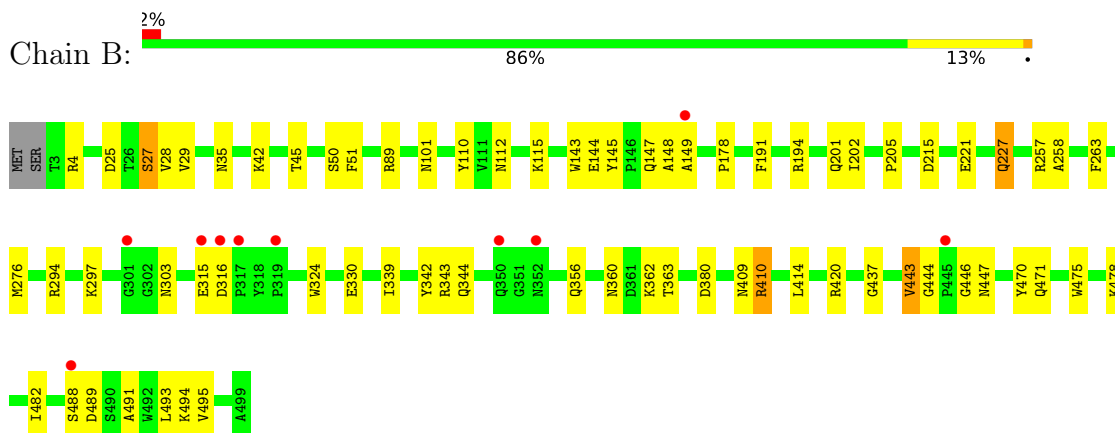 2%
Chain B:
86% 13% •
MET SER T3 R4 D25 T26 S27 V28 V29 N35 K42 T45 S50 F51 R89 N101 Y110 V111 N112 K115 W143 E144 Y145 P146 Q147 A148 A149 P178 F191 R194 Q201 I202 P205 D215 E221 Q227 R257 A258 F263
M276 R294 K297 G301 G302 N303 E315 D316 P317 Y318 P319 W324 E330 I339 Y342 R343 Q344 Q350 G351 N352 Q356 N360 D361 K362 T363 D380 N409 R410 L414 R420 G437 V443 G444 P445 G446 N447 Y470 Q471 W475 K478
I482 S488 D489 S490 A491 W492 L493 K494 V495 A499